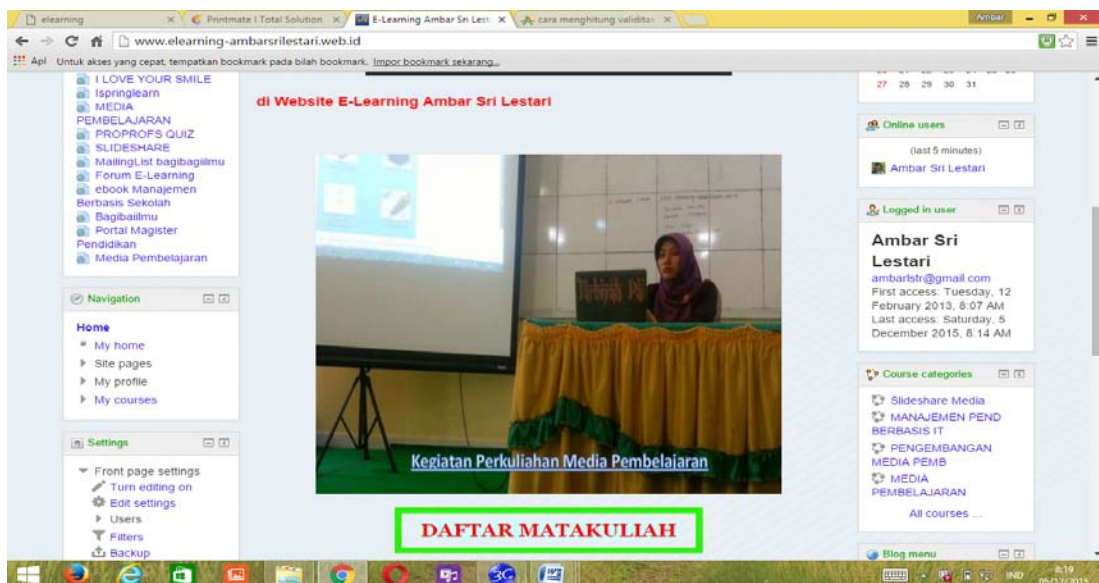 elearning
Printmate I Total Solution
E-Learning Ambar Sri Lest
cara menghitung validitas
Ambar
www.elearning-ambarsrilestari.web.id
Apl
Untuk akses yang cepat, tempatkan bookmark pada bilah bookmark. Impor bookmark sekarang...
I LOVE YOUR SMILE
Ispringlearn
MEDIA
PEMBELAJARAN
PROPROFS QUIZ
SLIDESHARE
MailingList bagibagiilmu
Forum E-Learning
ebook Manajemen
Berbasis Sekolah
Bagibaiilmu
Portal Magister
Pendidikan
Media Pembelajaran
Navigation
Home
My home
Site pages
My profile
My courses
Settings
Front page settings
Turn editing on
Edit settings
Users
Filters
Backup
di Website E-Learning Ambar Sri Lestari
Kegiatan Perkuliahan Media Pembelajaran
DAFTAR MATAKULIAH
27 28 29 30 31
Online users
(last 5 minutes)
Ambar Sri Lestari
Logged in user
Ambar Sri
Lestari
ambarlstr@gmail.com
First access: Tuesday, 12
February 2013, 8:07 AM
Last access: Saturday, 5
December 2015, 8:14 AM
Course categories
Slideshare Media
MANAJEMEN PEND
BERBASIS IT
PENGEMBANGAN
MEDIA PEMB
MEDIA
PEMBELAJARAN
All courses ...
Blog menu
IND
8:19
05/12/2015